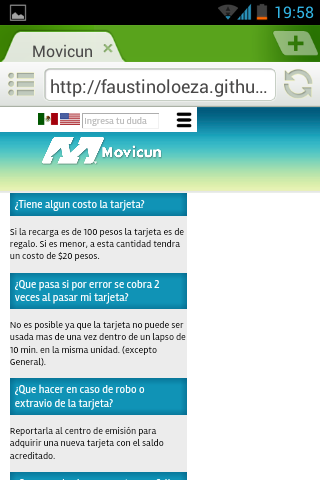 19:58
Movicun
http://faustinoloeza.githu...
Ingresa tu duda
Movicun
¿Tiene algun costo la tarjeta?
Si la recarga es de 100 pesos la tarjeta es de
regalo. Si es menor, a esta cantidad tendra
un costo de $20 pesos.
¿Que pasa si por error se cobra 2
veces al pasar mi tarjeta?
No es posible ya que la tarjeta no puede ser
usada mas de una vez dentro de un lapso de
10 min. en la misma unidad. (excepto
General).
¿Que hacer en caso de robo o
extravio de la tarjeta?
Reportarla al centro de emisión para
adquirir una nueva tarjeta con el saldo
acreditado.